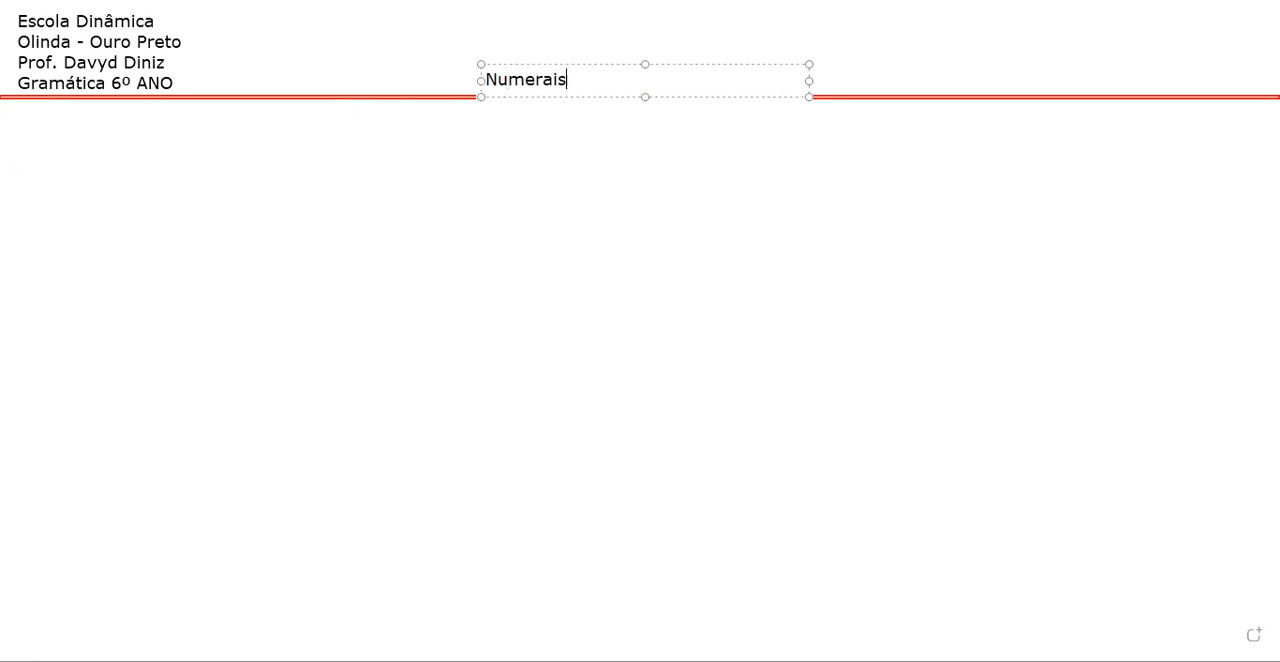 Escola Dinâmica
Olinda - Ouro Preto
Prof. Davyd Diniz
Gramática 6º ANO
Numerais